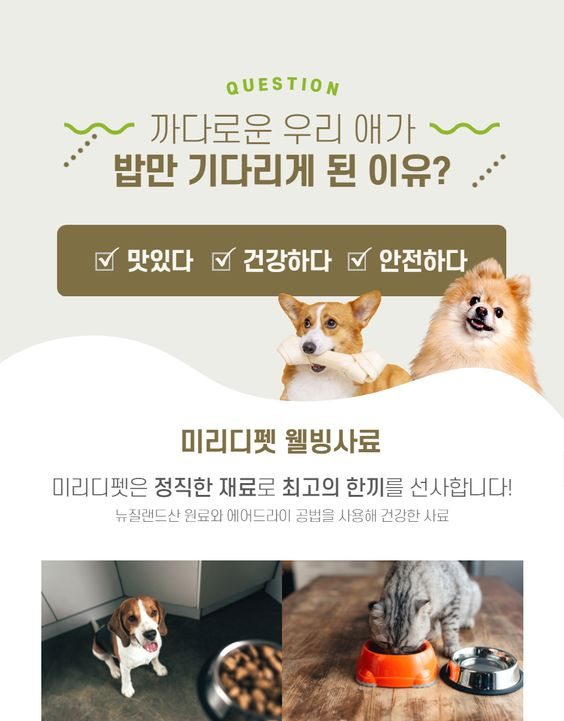 QUESTION
까다로운 우리 애가
밥만 기다리게 된 이유?
맛있다 건강하다 안전하다
미리디펫 웰빙사료
미리디펫은 정직한 재료로 최고의 한끼를 선사합니다!
뉴질랜드산 원료와 에어드라이 공법을 사용해 건강한 사료